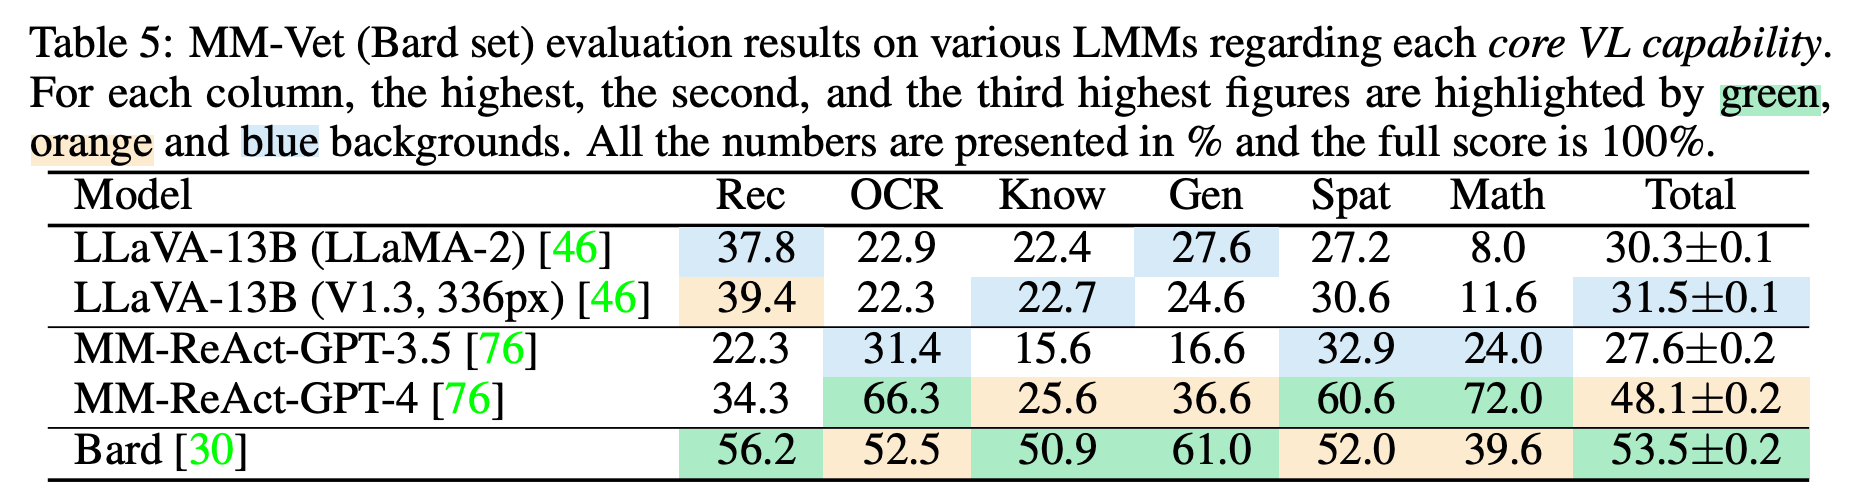 Table 5: MM-Vet (Bard set) evaluation results on various LMMs regarding each core VL capability.
For each column, the highest, the second, and the third highest figures are highlighted by green,
orange and blue backgrounds. All the numbers are presented in % and the full score is 100%.
Model Rec OCR Know Gen Spat Math Total
LLaVA-13B (LLaMA-2) [46] 37.8 22.9 22.4 27.6 27.2 8.0 30.3±0.1
LLaVA-13B (V1.3, 336px) [46] 39.4 22.3 22.7 24.6 30.6 11.6 31.5±0.1
MM-ReAct-GPT-3.5 [76] 22.3 31.4 15.6 16.6 32.9 24.0 27.6±0.2
MM-ReAct-GPT-4 [76] 34.3 66.3 25.6 36.6 60.6 72.0 48.1±0.2
Bard [30] 56.2 52.5 50.9 61.0 52.0 39.6 53.5±0.2